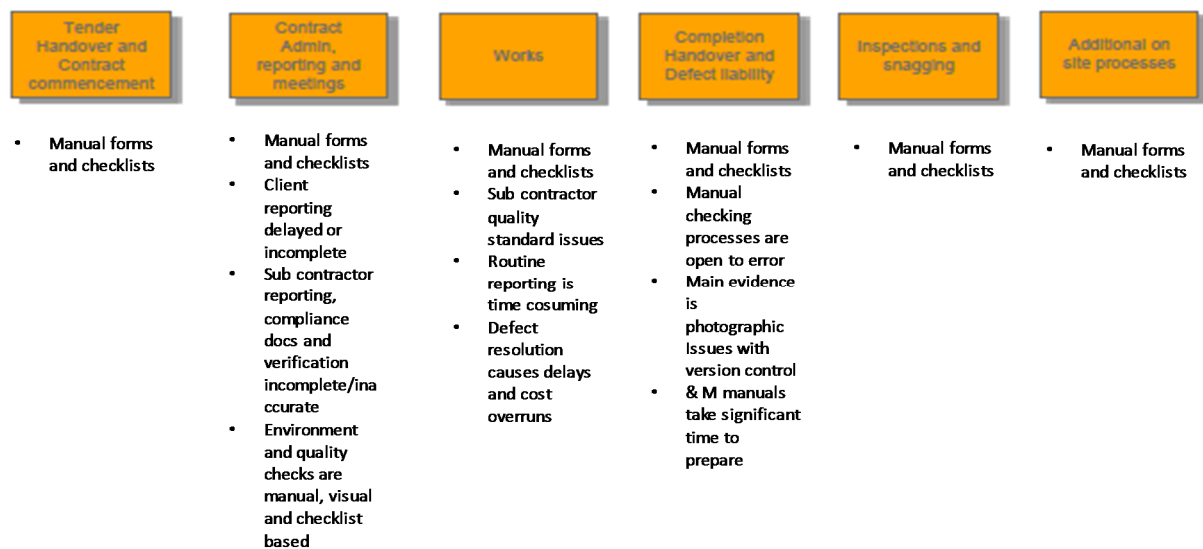 Tender
Handover and
Contract
commencement
Contract
Admin,
reporting and
meetings
Works
Completion
Handover and
Defect liability
Inspections and
snagging
Additional on
site processes
• Manual forms
and checklists
• Manual forms
and checklists
• Client
reporting
delayed or
incomplete
• Sub contractor
reporting,
compliance
docs and
verification
incomplete/ina
ccurate
• Environment
and quality
checks are
manual, visual
and checklist
based
• Manual forms
and checklists
• Sub contractor
quality
standard issues
• Routine
reporting is
time cosuming
• Defect
resolution
causes delays
and cost
overruns
• Manual forms
and checklists
• Manual
checking
processes are
open to error
• Main evidence
is
photographic
Issues with
version control
• & M manuals
take significant
time to
prepare
• Manual forms
and checklists
• Manual forms
and checklists